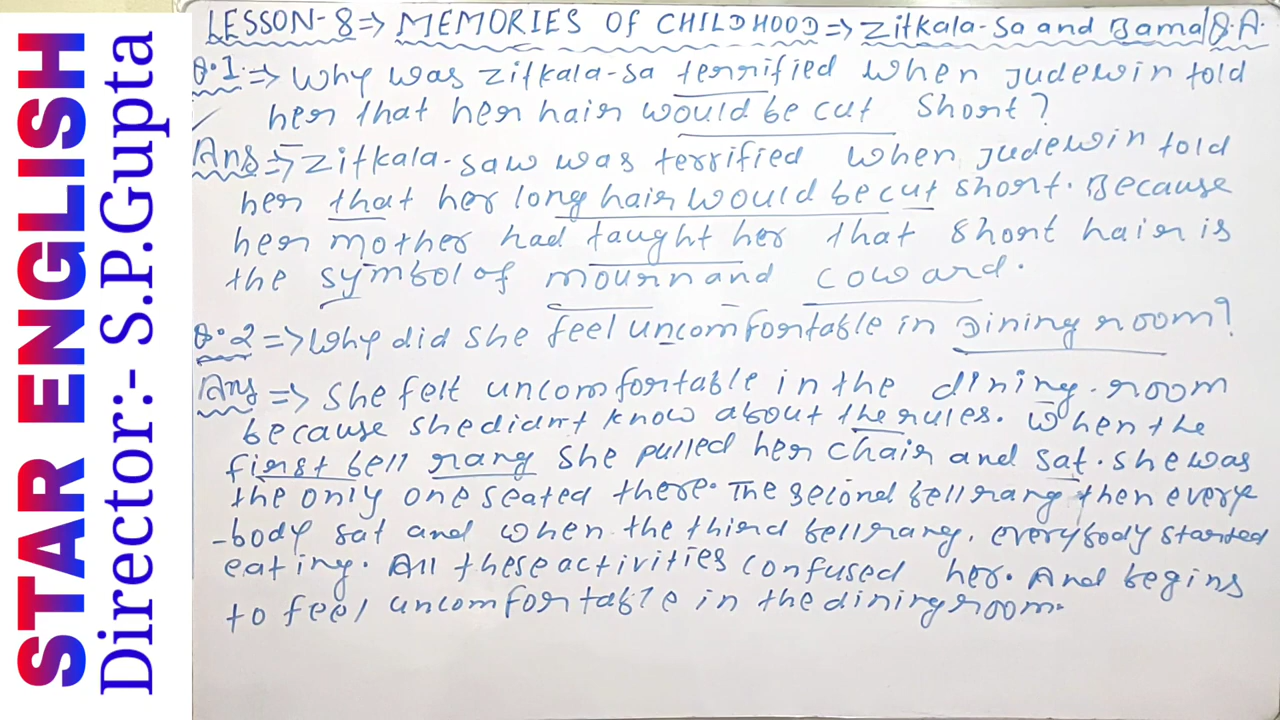 STAR ENGLISH
Director:- S.P.Gupta
LESSON-8⇒ MEMORIES OF CHILDHOOD⇒ Zitkala-Sa and Bama/Q.A.
Q.1⇒ Why was zitkala-sa terrified when judewin told
her that her hair would be cut short?
Ans⇒ zitkala-saw was terrified when judewin told
her that her long hair would be cut short. Because
her mother had taught her that short hair is
the symbol of mourn and coward.
Q.2⇒ Why did she feel uncomfortable in Dining room?
Ans⇒ She felt uncomfortable in the dining-room
because she didn't know about the rules. When the
first bell rang she pulled her chair and sat. she was
the only one seated there. The second bell rang then every
-body sat and when the third bell rang. everybody started
eating. All these activities confused her. And begins
to feel uncomfortable in the dining room.